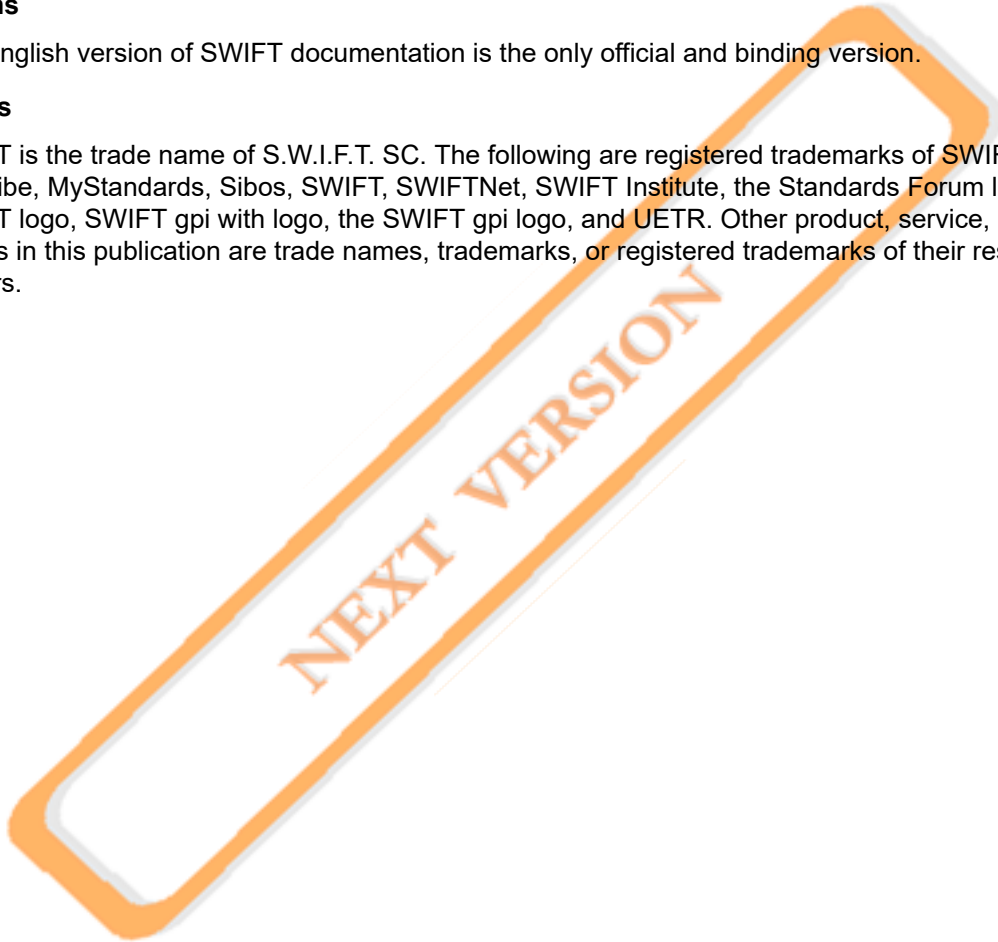 ns
nglish version of SWIFT documentation is the only official and binding version.
s
T is the trade name of S.W.I.F.T. SC. The following are registered trademarks of SWIF
ibe, MyStandards, Sibos, SWIFT, SWIFTNet, SWIFT Institute, the Standards Forum l
T logo, SWIFT gpi with logo, the SWIFT gpi logo, and UETR. Other product, service,
s in this publication are trade names, trademarks, or registered trademarks of their res
rs.
NEXT VERSION